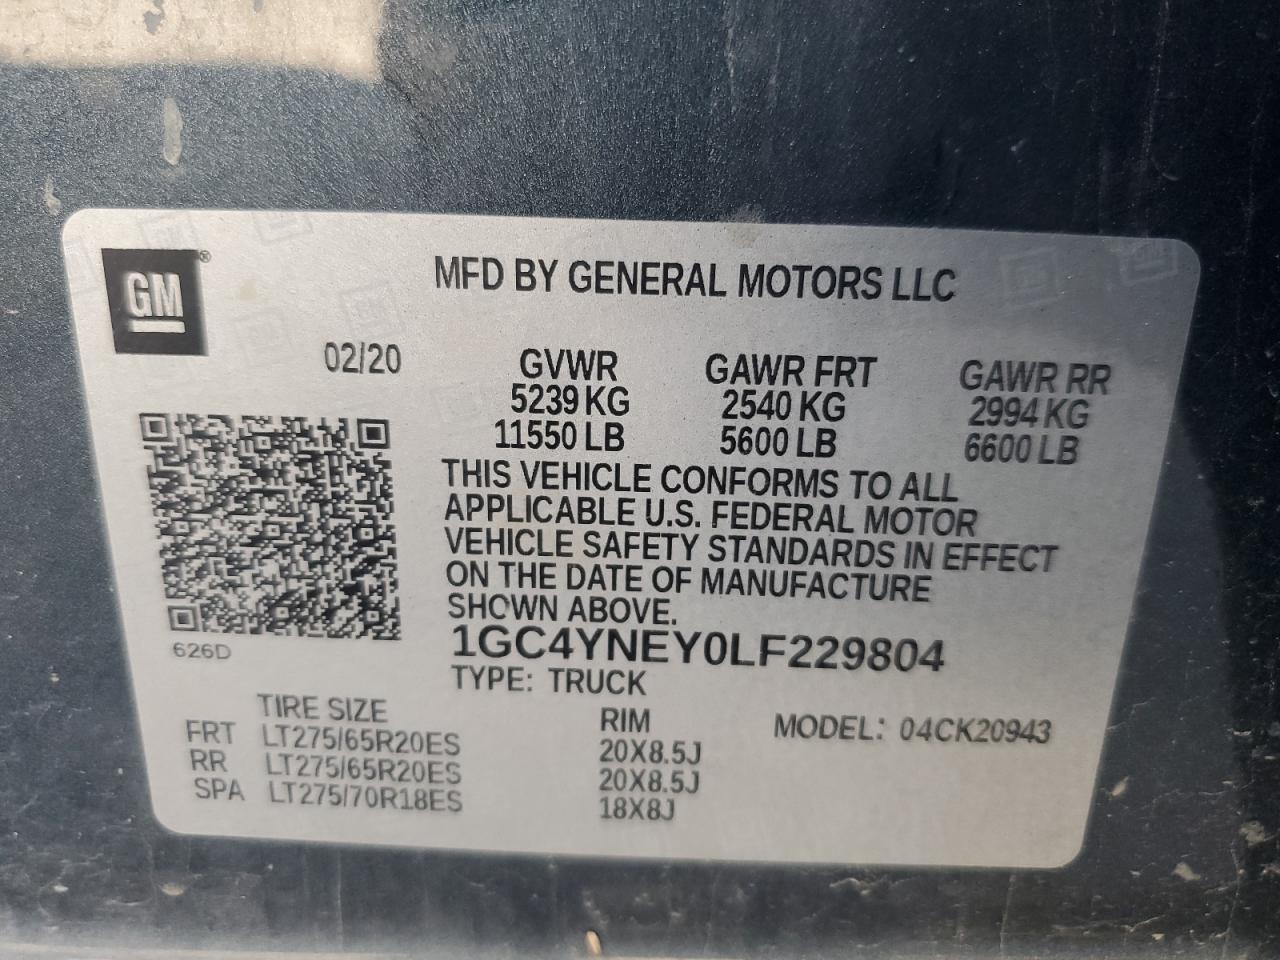 GM ®
MFD BY GENERAL MOTORS LLC
02/20 GVWR GAWR FRT GAWR RR
5239 KG 2540 KG 2994 KG
11550 LB 5600 LB 6600 LB
THIS VEHICLE CONFORMS TO ALL
APPLICABLE U.S. FEDERAL MOTOR
VEHICLE SAFETY STANDARDS IN EFFECT
ON THE DATE OF MANUFACTURE
SHOWN ABOVE.
626D
1GC4YNEY0LF229804
TYPE: TRUCK
TIRE SIZE RIM MODEL: 04CK20943
FRT LT275/65R20ES 20X8.5J
RR LT275/65R20ES 20X8.5J
SPA LT275/70R18ES 18X8J